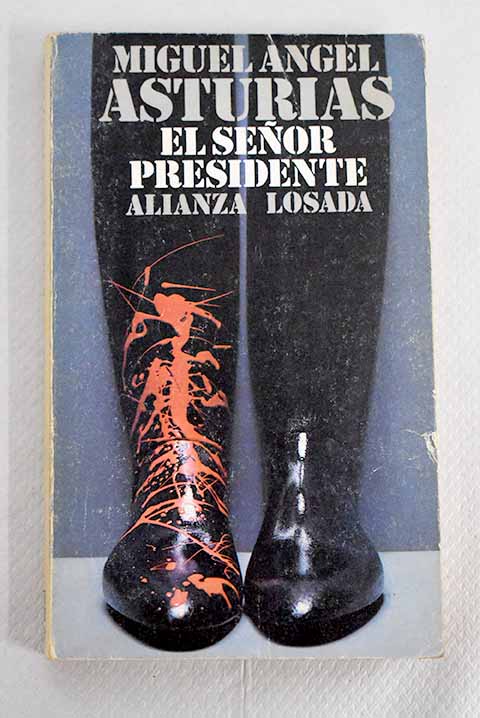 MIGUEL ANGEL
ASTURIAS
EL SEÑOR
PRESIDENTE
ALIANZA LOSADA